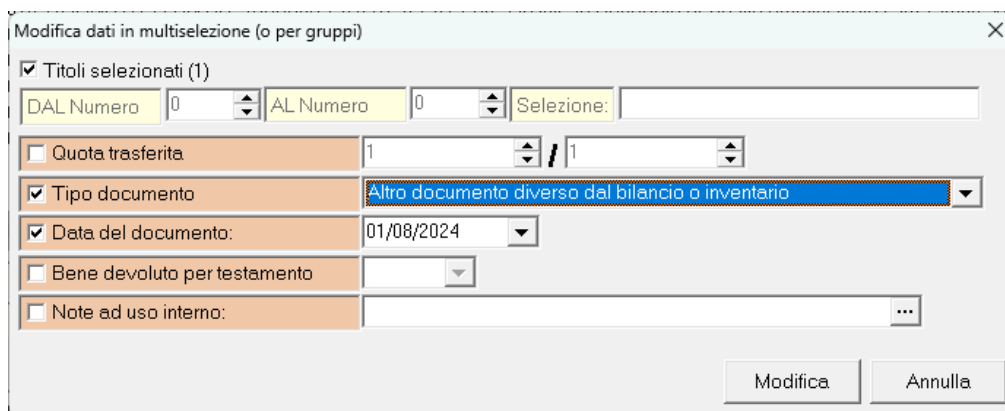 Modifica dati in multiselezione (o per gruppi)
Titoli selezionati (1)
DAL Numero 0 AL Numero 0 Selezione:
Quota trasferita 1 / 1
Tipo documento Altro documento diverso dal bilancio o inventario
Data del documento: 01/08/2024
Bene devoluto per testamento
Note ad uso interno: ...
Modifica Annulla